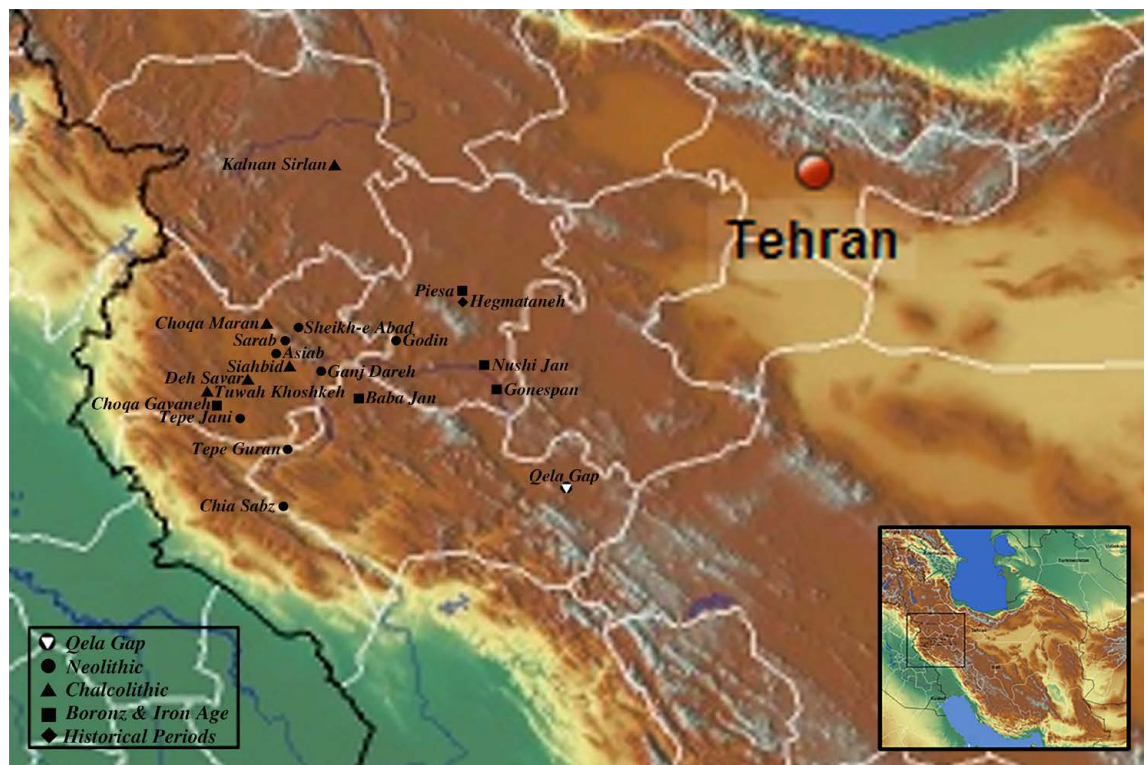 Kalnan Sirlan
Tehran
Piesa
Hegmataneh
Choqa Maran
Sheikh-e Abad
Sarab
Godin
Asiab
Siahbid
Nushi Jan
Ganj Dareh
Deh Savar
Tuwah Khoshkeh
Gonespan
Choqa Gavaneh
Baba Jan
Tepe Jani
Tepe Guran
Qela Gap
Chia Sabz
Qela Gap
Neolithic
Chalcolithic
Boronz & Iron Age
Historical Periods